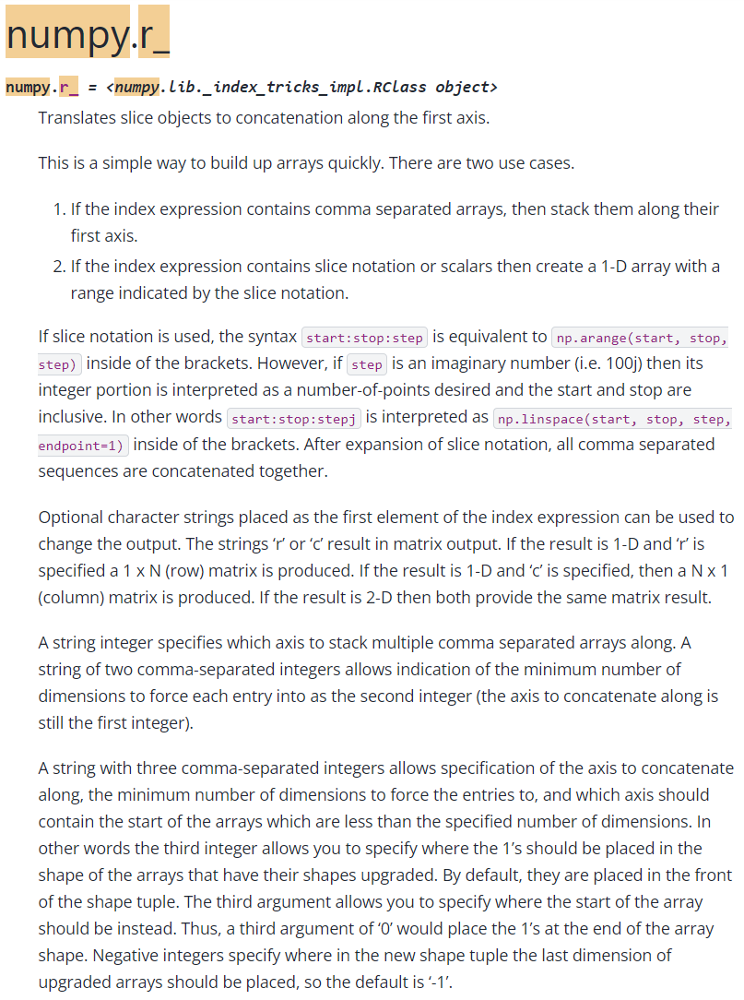 numpy.r_
numpy.r_ = <numpy.lib._index_tricks_impl.RClass object>
Translates slice objects to concatenation along the first axis.
This is a simple way to build up arrays quickly. There are two use cases.
1. If the index expression contains comma separated arrays, then stack them along their
first axis.
2. If the index expression contains slice notation or scalars then create a 1-D array with a
range indicated by the slice notation.
If slice notation is used, the syntax start:stop:step is equivalent to np.arange(start, stop,
step) inside of the brackets. However, if step is an imaginary number (i.e. 100j) then its
integer portion is interpreted as a number-of-points desired and the start and stop are
inclusive. In other words start:stop:stepj is interpreted as np.linspace(start, stop, step,
endpoint=1) inside of the brackets. After expansion of slice notation, all comma separated
sequences are concatenated together.
Optional character strings placed as the first element of the index expression can be used to
change the output. The strings ‘r’ or ‘c’ result in matrix output. If the result is 1-D and ‘r’ is
specified a 1 x N (row) matrix is produced. If the result is 1-D and ‘c’ is specified, then a N x 1
(column) matrix is produced. If the result is 2-D then both provide the same matrix result.
A string integer specifies which axis to stack multiple comma separated arrays along. A
string of two comma-separated integers allows indication of the minimum number of
dimensions to force each entry into as the second integer (the axis to concatenate along is
still the first integer).
A string with three comma-separated integers allows specification of the axis to concatenate
along, the minimum number of dimensions to force the entries to, and which axis should
contain the start of the arrays which are less than the specified number of dimensions. In
other words the third integer allows you to specify where the 1’s should be placed in the
shape of the arrays that have their shapes upgraded. By default, they are placed in the front
of the shape tuple. The third argument allows you to specify where the start of the array
should be instead. Thus, a third argument of ‘0’ would place the 1’s at the end of the array
shape. Negative integers specify where in the new shape tuple the last dimension of
upgraded arrays should be placed, so the default is ‘-1’.